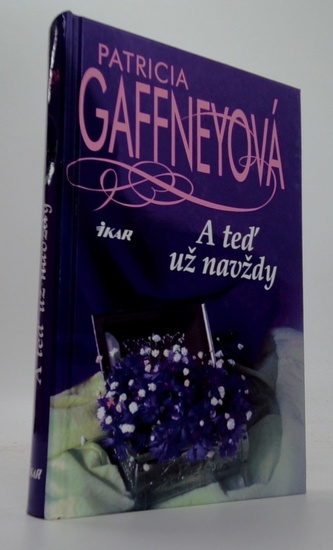 PATRICIA
GAFFNEYOVÁ
IKAR
A teď
už navždy
A teď už navždy
IKAR